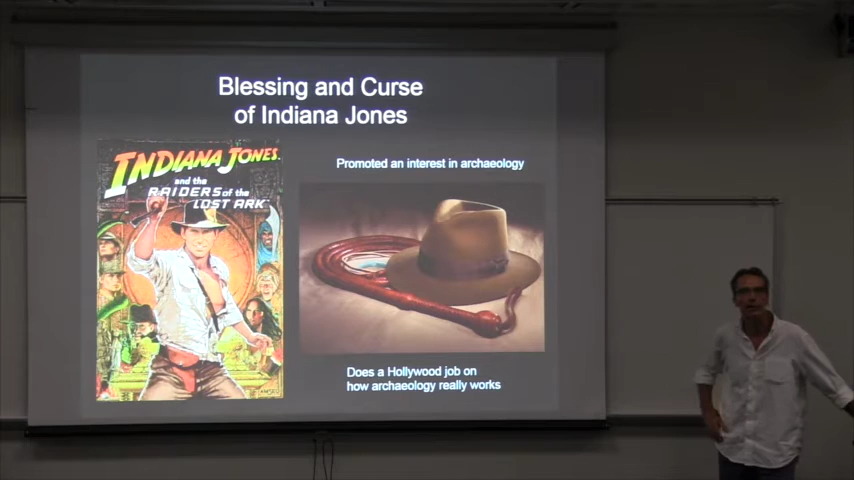 Blessing and Curse
of Indiana Jones
INDIANA JONES
and the
RAIDERS of the
LOST ARK
Promoted an interest in archaeology
Does a Hollywood job on
how archaeology really works